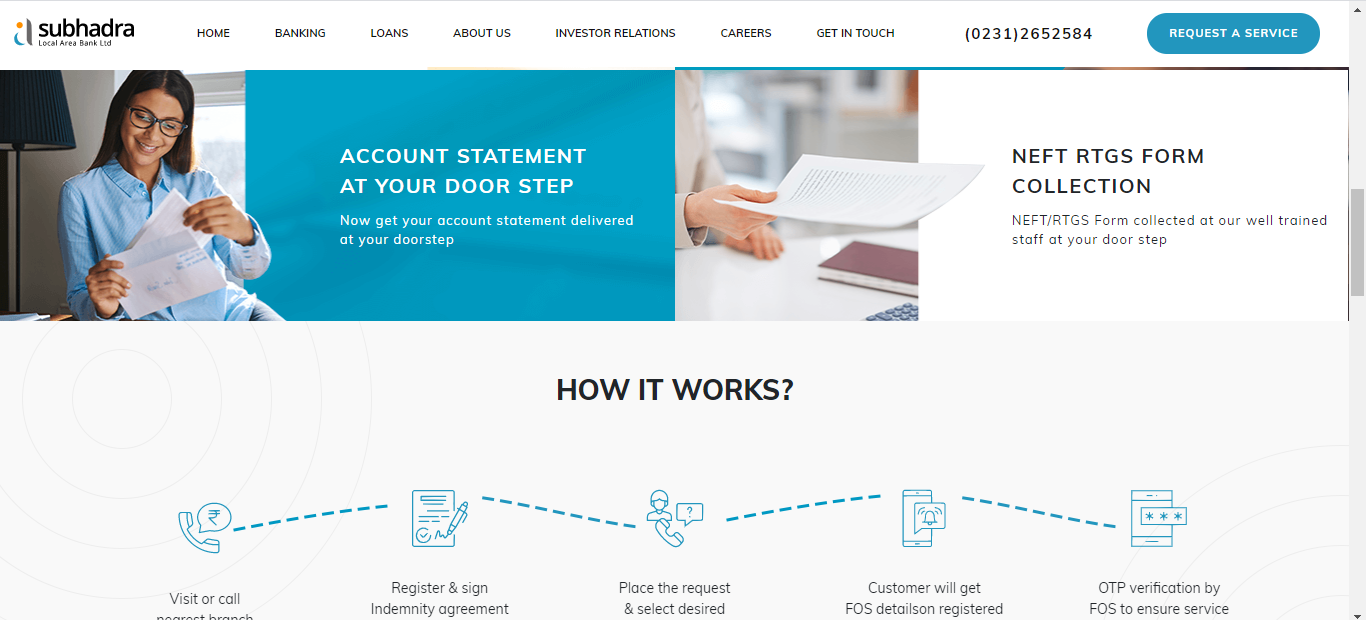 subhadra
Local Area Bank Ltd
HOME
BANKING
LOANS
ABOUT US
INVESTOR RELATIONS
CAREERS
GET IN TOUCH
(0231)2652584
REQUEST A SERVICE
ACCOUNT STATEMENT
AT YOUR DOOR STEP
Now get your account statement delivered
at your doorstep
NEFT RTGS FORM
COLLECTION
NEFT/RTGS Form collected at our well trained
staff at your door step
HOW IT WORKS?
Visit or call
nearest branch
Register & sign
Indemnity agreement
Place the request
& select desired
Customer will get
FOS detailson registered
OTP verification by
FOS to ensure service